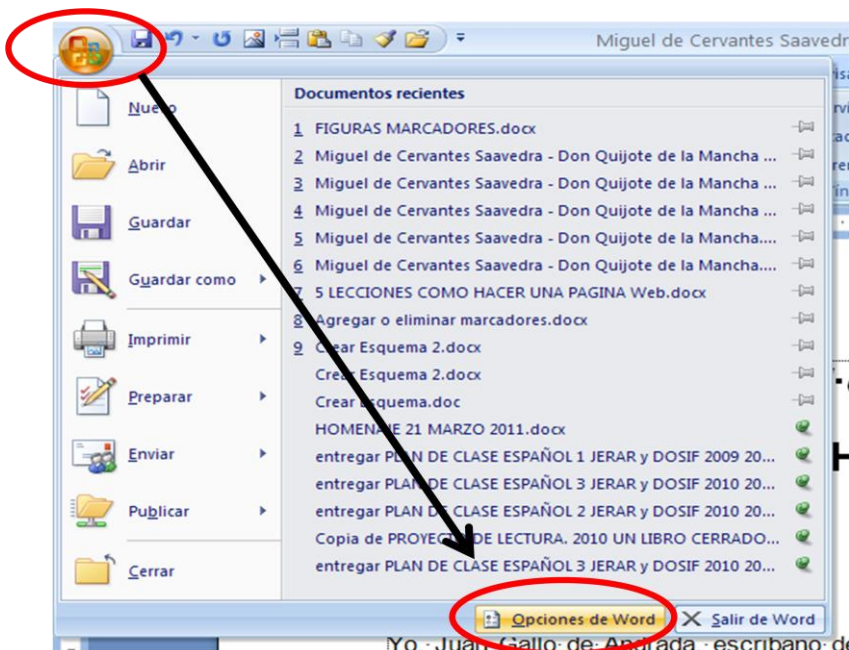 Miguel de Cervantes Saavedr
Nuevo
Abrir
Guardar
Guardar como
Imprimir
Preparar
Enviar
Publicar
Cerrar
Documentos recientes
1 FIGURAS MARCADORES.docx
2 Miguel de Cervantes Saavedra - Don Quijote de la Mancha ...
3 Miguel de Cervantes Saavedra - Don Quijote de la Mancha ...
4 Miguel de Cervantes Saavedra - Don Quijote de la Mancha ...
5 Miguel de Cervantes Saavedra - Don Quijote de la Mancha....
6 Miguel de Cervantes Saavedra - Don Quijote de la Mancha....
7 5 LECCIONES COMO HACER UNA PAGINA Web.docx
8 Agregar o eliminar marcadores.docx
9 Crear Esquema 2.docx
Crear Esquema 2.docx
Crear Esquema.doc
HOMENAJE 21 MARZO 2011.docx
entregar PLAN DE CLASE ESPAÑOL 1 JERAR y DOSIF 2009 20...
entregar PLAN DE CLASE ESPAÑOL 3 JERAR y DOSIF 2010 20...
entregar PLAN DE CLASE ESPAÑOL 2 JERAR y DOSIF 2010 20...
Copia de PROYECTO DE LECTURA. 2010 UN LIBRO CERRADO...
entregar PLAN DE CLASE ESPAÑOL 3 JERAR y DOSIF 2010 20...
Opciones de Word
Salir de Word
Yo · Juan · Gallo · de · Andrada · escribano · de